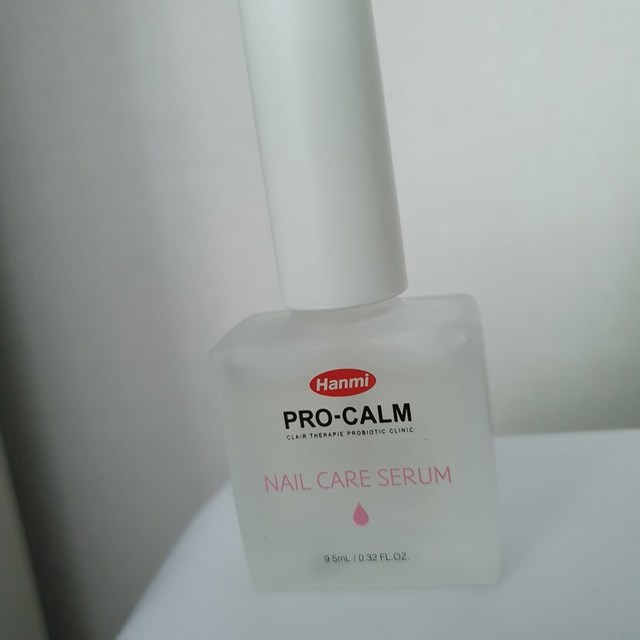 Hanmi
PRO-CALM
CLAIR THERAPIE PROBIOTIC CLINIC
NAIL CARE SERUM
9.5mL / 0.32 FL OZ.